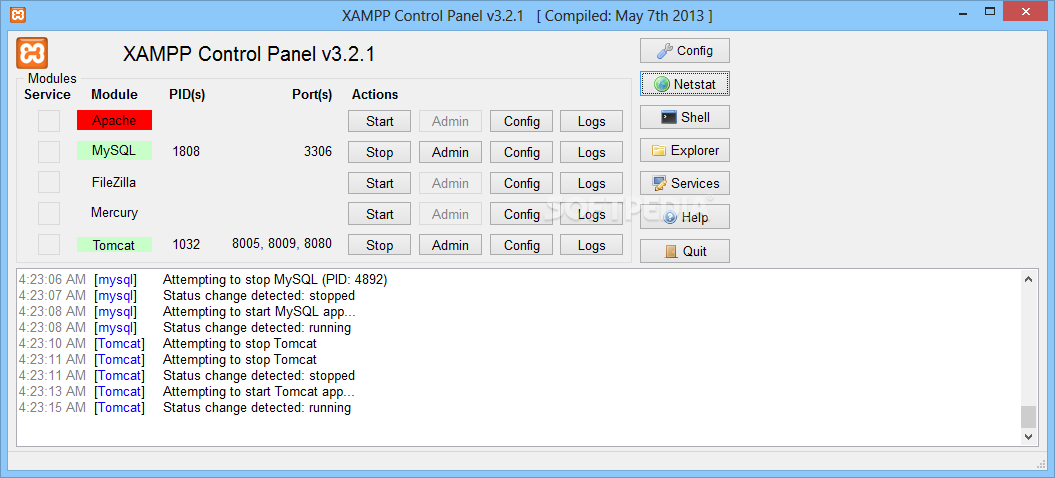 XAMPP Control Panel v3.2.1 [ Compiled: May 7th 2013 ]
XAMPP Control Panel v3.2.1
Config
Modules
Service Module PID(s) Port(s) Actions
Netstat
Apache Start Admin Config Logs
Shell
MySQL 1808 3306 Stop Admin Config Logs
Explorer
FileZilla Start Admin Config Logs
Services
Mercury Start Admin Config Logs
SOFTPEDIA
Help
Tomcat 1032 8005, 8009, 8080 Stop Admin Config Logs
Quit
4:23:06 AM [mysql] Attempting to stop MySQL (PID: 4892)
4:23:07 AM [mysql] Status change detected: stopped
4:23:08 AM [mysql] Attempting to start MySQL app...
4:23:08 AM [mysql] Status change detected: running
4:23:10 AM [Tomcat] Attempting to stop Tomcat
4:23:11 AM [Tomcat] Attempting to stop Tomcat
4:23:11 AM [Tomcat] Status change detected: stopped
4:23:13 AM [Tomcat] Attempting to start Tomcat app...
4:23:15 AM [Tomcat] Status change detected: running